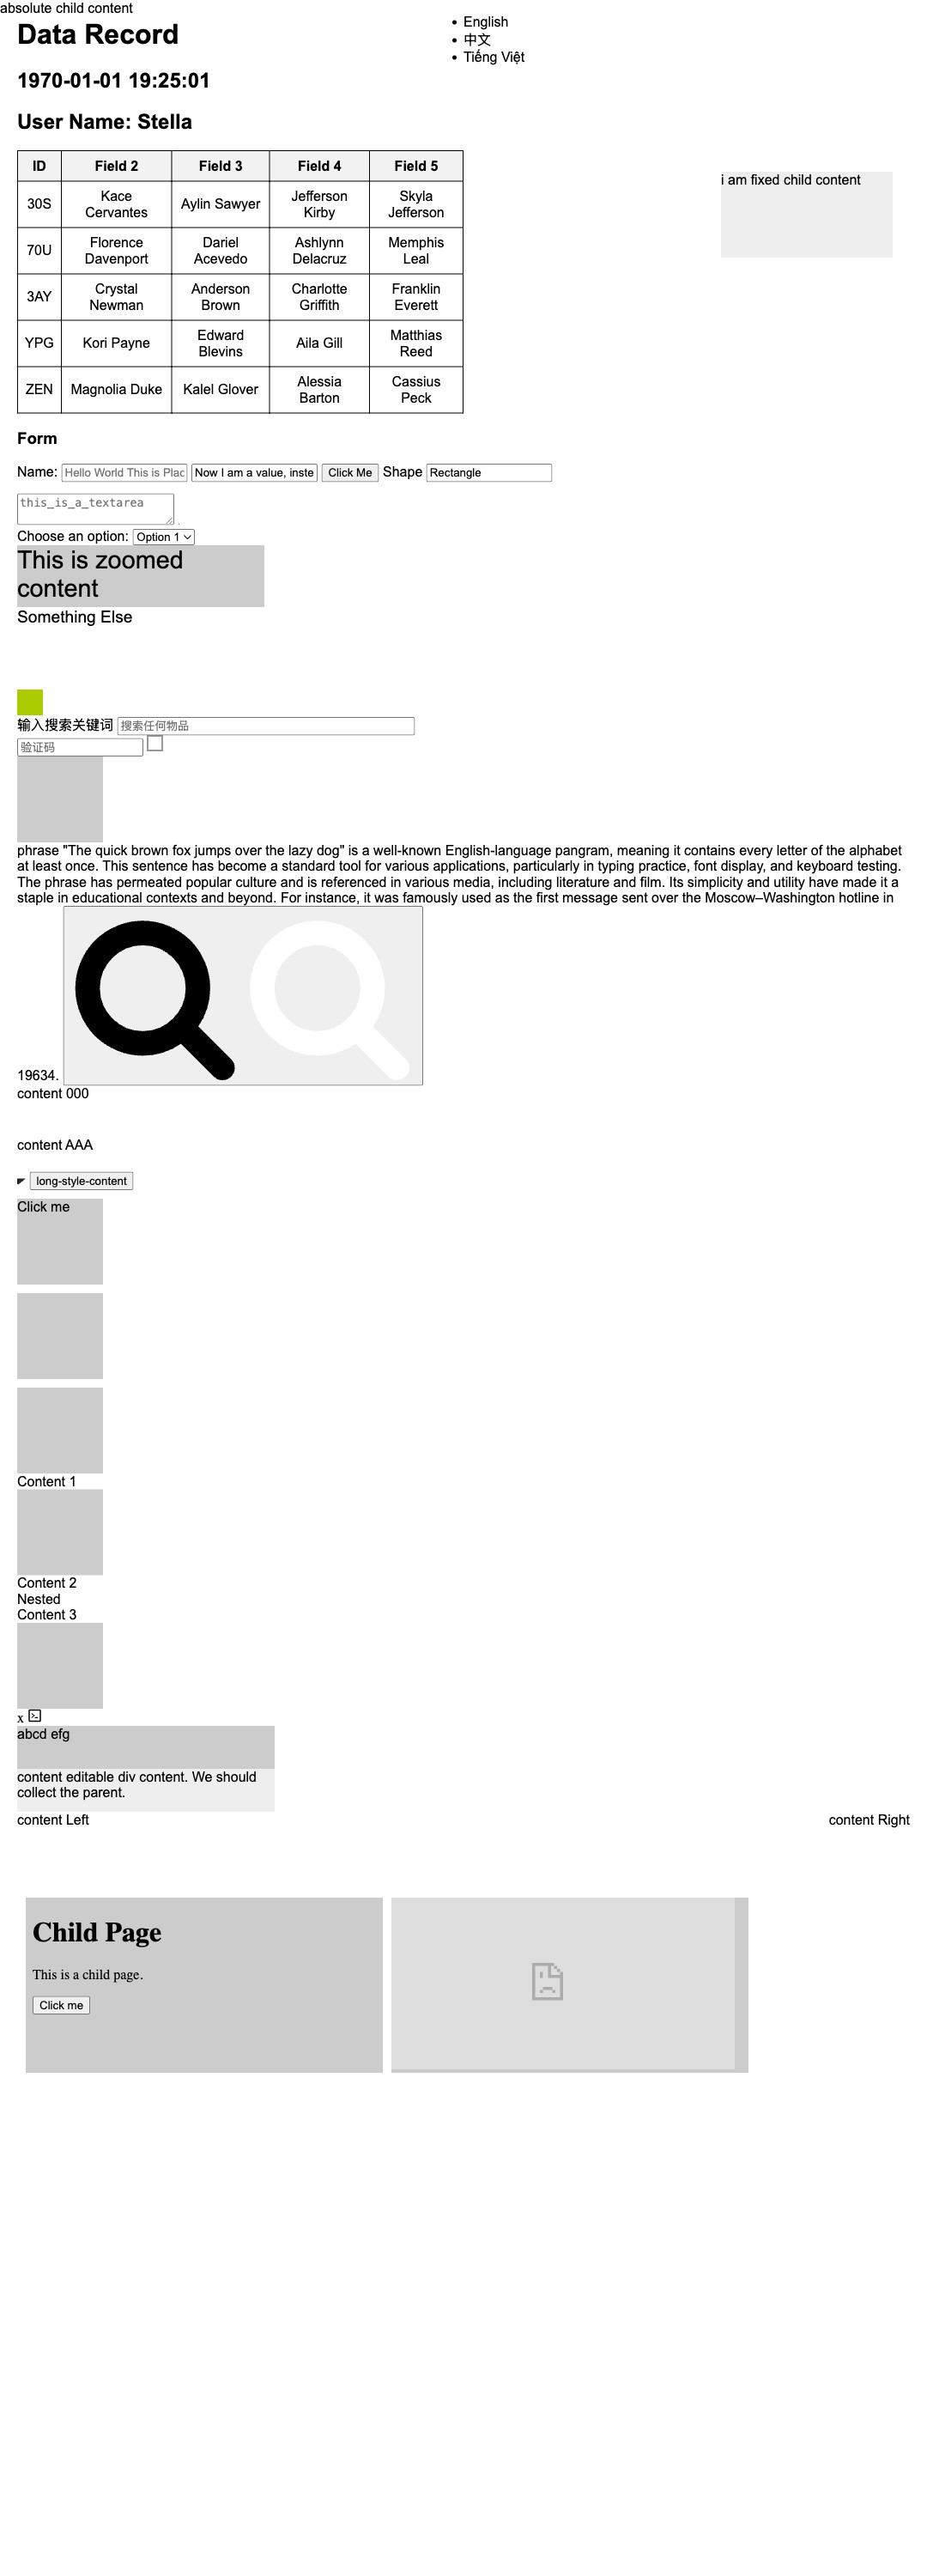 absolute child content
Data Record
English
中文
Tiếng Việt
1970-01-01 19:25:01
User Name: Stella
ID Field 2 Field 3 Field 4 Field 5
30S Kace Cervantes Aylin Sawyer Jefferson Kirby Skyla Jefferson
70U Florence Davenport Dariel Acevedo Ashlynn Delacruz Memphis Leal
3AY Crystal Newman Anderson Brown Charlotte Griffith Franklin Everett
YPG Kori Payne Edward Blevins Aila Gill Matthias Reed
ZEN Magnolia Duke Kalel Glover Alessia Barton Cassius Peck
i am fixed child content
Form
Name: Hello World This is Plac Now I am a value, inste Click Me Shape Rectangle
this_is_a_textarea
Choose an option: Option 1
This is zoomed
content
Something Else
输入搜索关键词 搜索任何物品
验证码
phrase "The quick brown fox jumps over the lazy dog" is a well-known English-language pangram, meaning it contains every letter of the alphabet
at least once. This sentence has become a standard tool for various applications, particularly in typing practice, font display, and keyboard testing.
The phrase has permeated popular culture and is referenced in various media, including literature and film. Its simplicity and utility have made it a
staple in educational contexts and beyond. For instance, it was famously used as the first message sent over the Moscow–Washington hotline in
19634.
content 000
content AAA
long-style-content
Click me
Content 1
Content 2
Nested
Content 3
x
abcd efg
content editable div content. We should
collect the parent.
content Left content Right
Child Page
This is a child page.
Click me